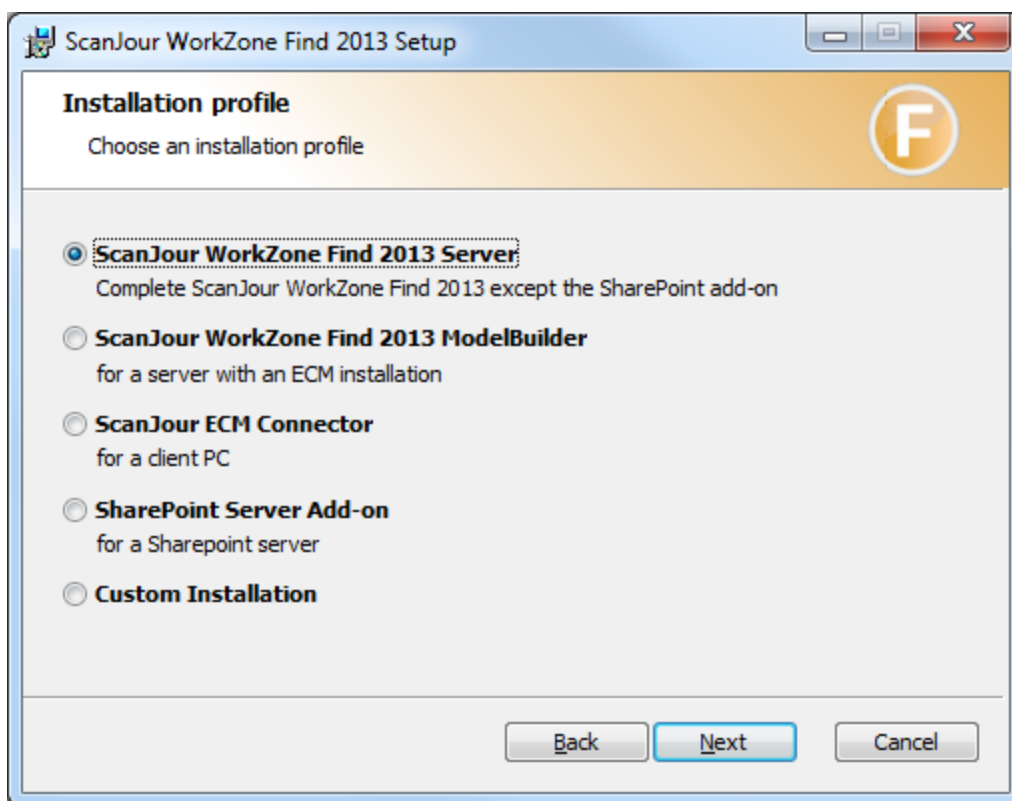 ScanJour WorkZone Find 2013 Setup
Installation profile
Choose an installation profile
F
ScanJour WorkZone Find 2013 Server
Complete ScanJour WorkZone Find 2013 except the SharePoint add-on
ScanJour WorkZone Find 2013 ModelBuilder
for a server with an ECM installation
ScanJour ECM Connector
for a client PC
SharePoint Server Add-on
for a Sharepoint server
Custom Installation
Back Next Cancel